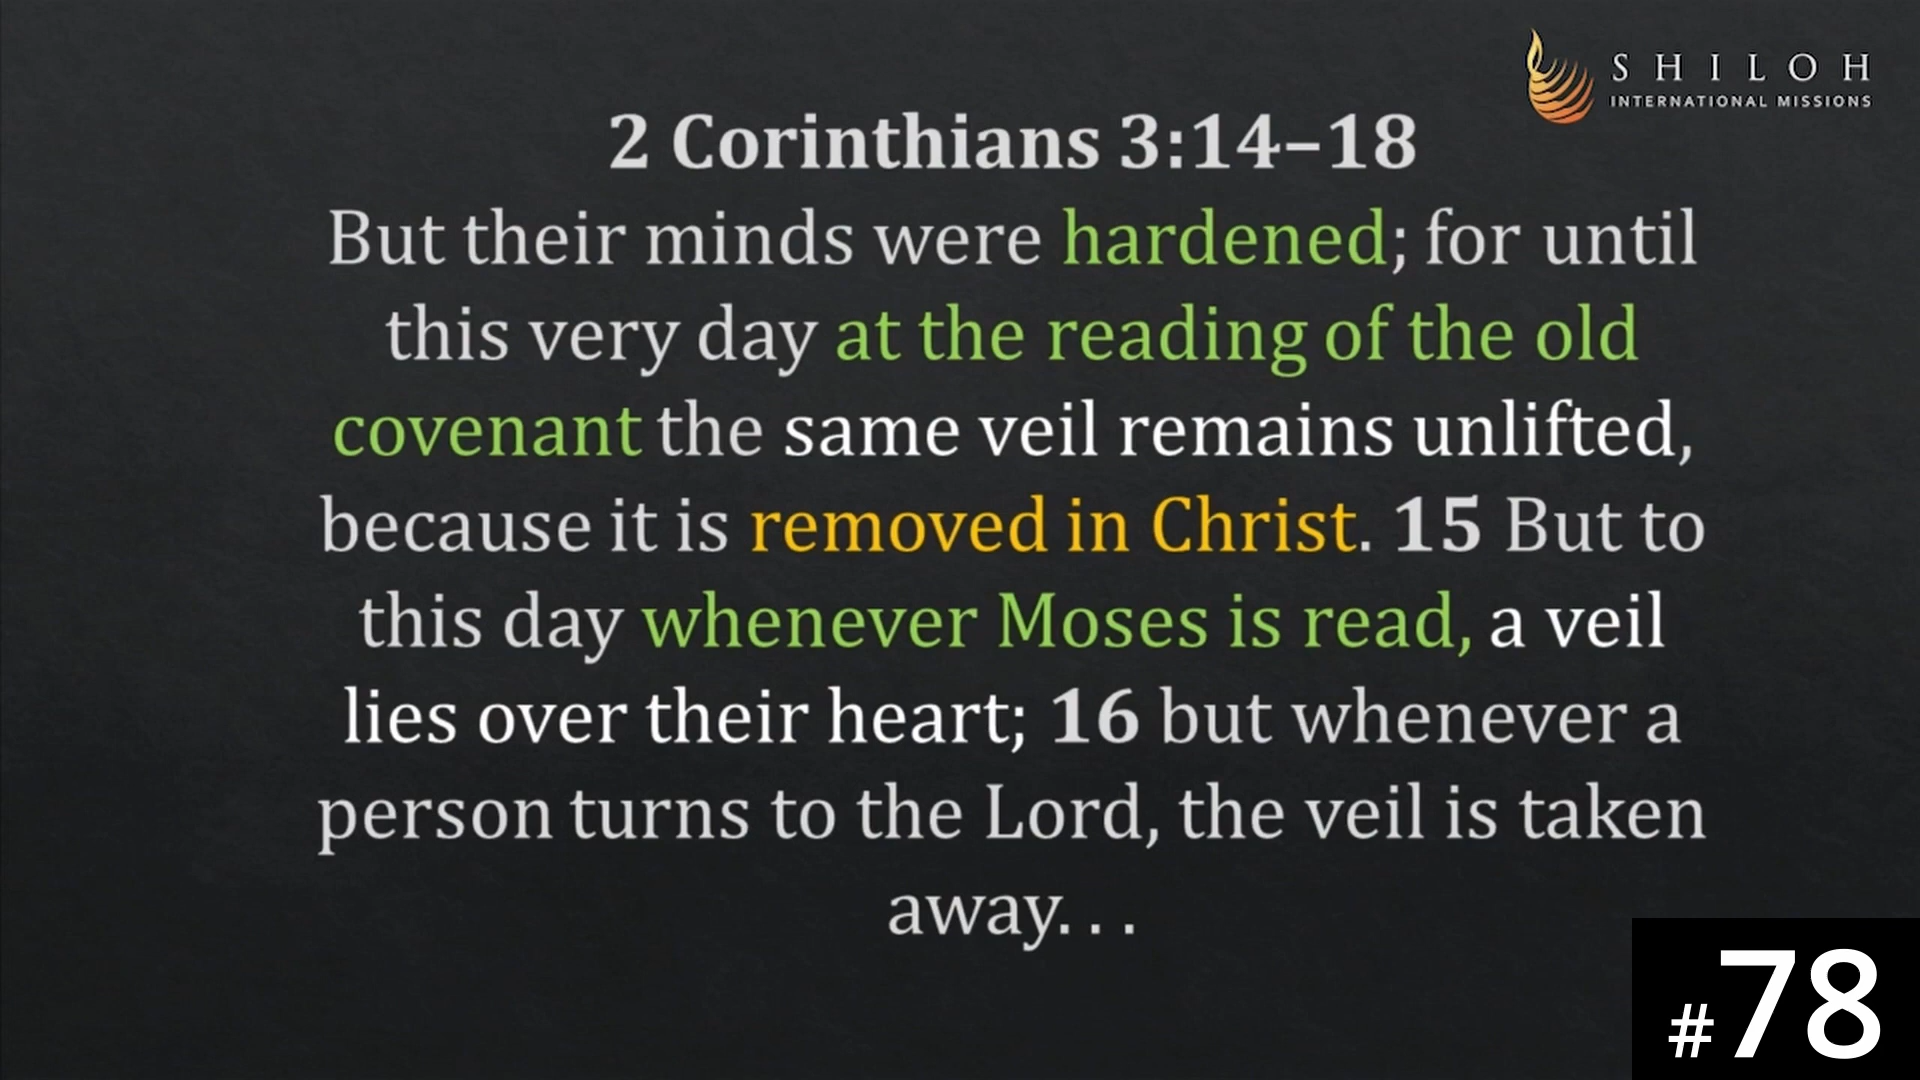 SHILOH
INTERNATIONAL MISSIONS
2 Corinthians 3:14–18
But their minds were hardened; for until
this very day at the reading of the old
covenant the same veil remains unlifted,
because it is removed in Christ. 15 But to
this day whenever Moses is read, a veil
lies over their heart; 16 but whenever a
person turns to the Lord, the veil is taken
away. . .
#78